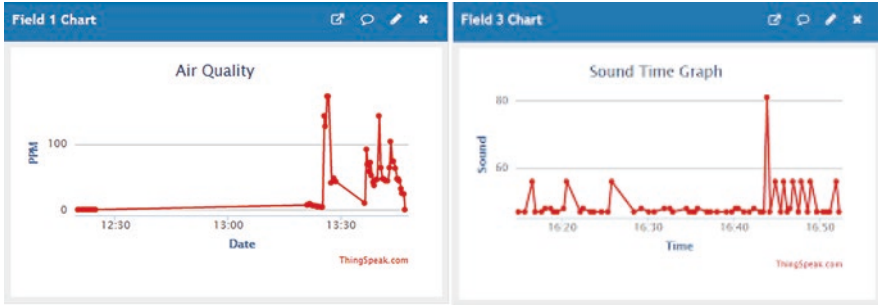 Field 1 Chart
Air Quality
PPM
100
0
12:30 13:00 13:30
Date
ThingSpeak.com
Field 3 Chart
Sound Time Graph
Sound
80
60
16:20 16:30 16:40 16:50
Time
ThingSpeak.com